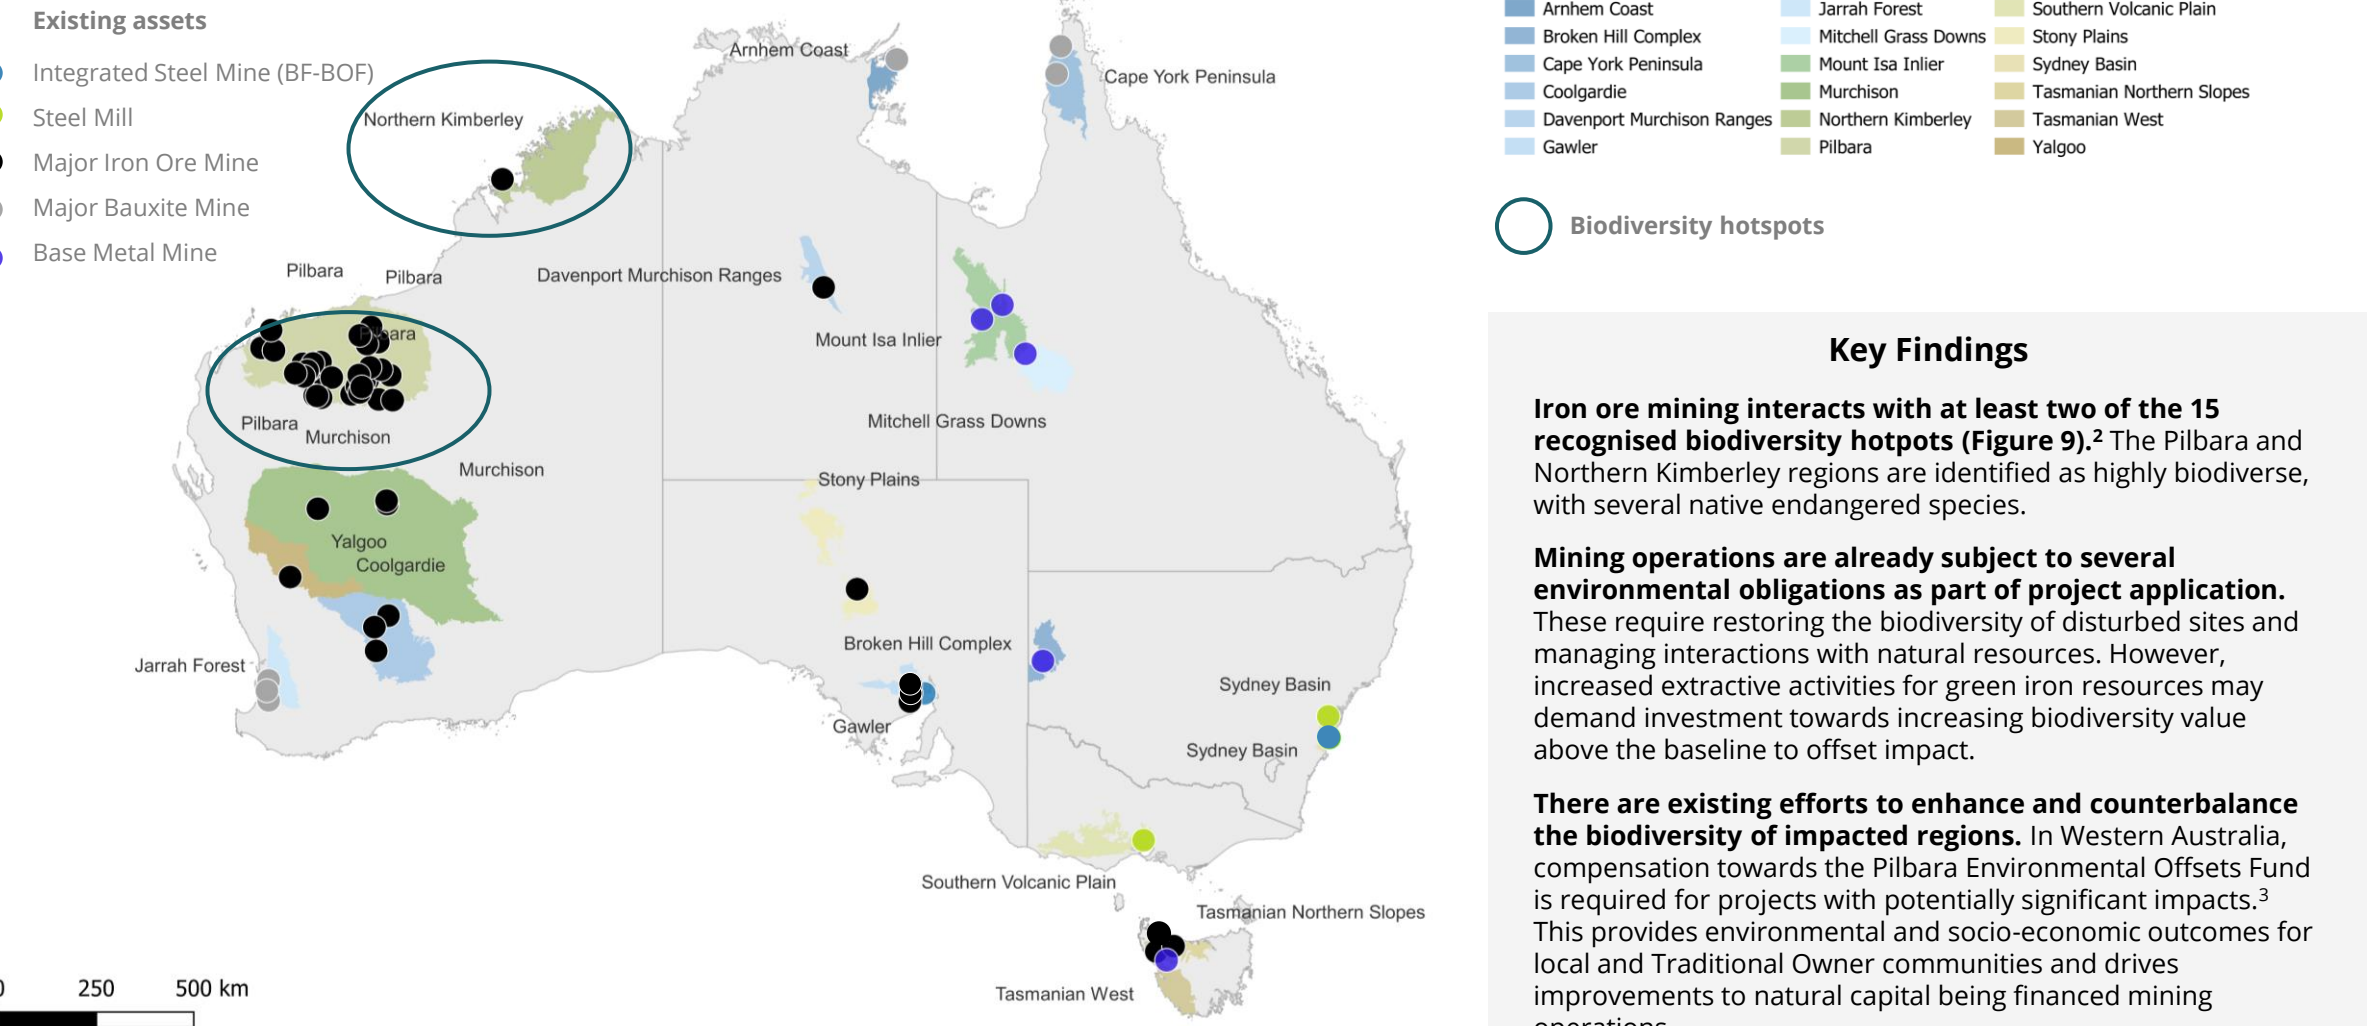 Existing assets
Integrated Steel Mine (BF-BOF)
Steel Mill
Major Iron Ore Mine
Major Bauxite Mine
Base Metal Mine
Arnhem Coast
Cape York Peninsula
Northern Kimberley
Pilbara
Pilbara
Davenport Murchison Ranges
Pilbara
Mount Isa Inlier
Pilbara
Murchison
Mitchell Grass Downs
Murchison
Stony Plains
Yalgoo
Coolgardie
Broken Hill Complex
Jarrah Forest
Sydney Basin
Gawler
Sydney Basin
Southern Volcanic Plain
Tasmanian Northern Slopes
Tasmanian West
0 250 500 km
Arnhem Coast
Broken Hill Complex
Cape York Peninsula
Coolgardie
Davenport Murchison Ranges
Gawler
Jarrah Forest
Mitchell Grass Downs
Mount Isa Inlier
Murchison
Northern Kimberley
Pilbara
Southern Volcanic Plain
Stony Plains
Sydney Basin
Tasmanian Northern Slopes
Tasmanian West
Yalgoo
Biodiversity hotspots
Key Findings
Iron ore mining interacts with at least two of the 15
recognised biodiversity hotpots (Figure 9).² The Pilbara and
Northern Kimberley regions are identified as highly biodiverse,
with several native endangered species.
Mining operations are already subject to several
environmental obligations as part of project application.
These require restoring the biodiversity of disturbed sites and
managing interactions with natural resources. However,
increased extractive activities for green iron resources may
demand investment towards increasing biodiversity value
above the baseline to offset impact.
There are existing efforts to enhance and counterbalance
the biodiversity of impacted regions. In Western Australia,
compensation towards the Pilbara Environmental Offsets Fund
is required for projects with potentially significant impacts.³
This provides environmental and socio-economic outcomes for
local and Traditional Owner communities and drives
improvements to natural capital being financed mining
operations.